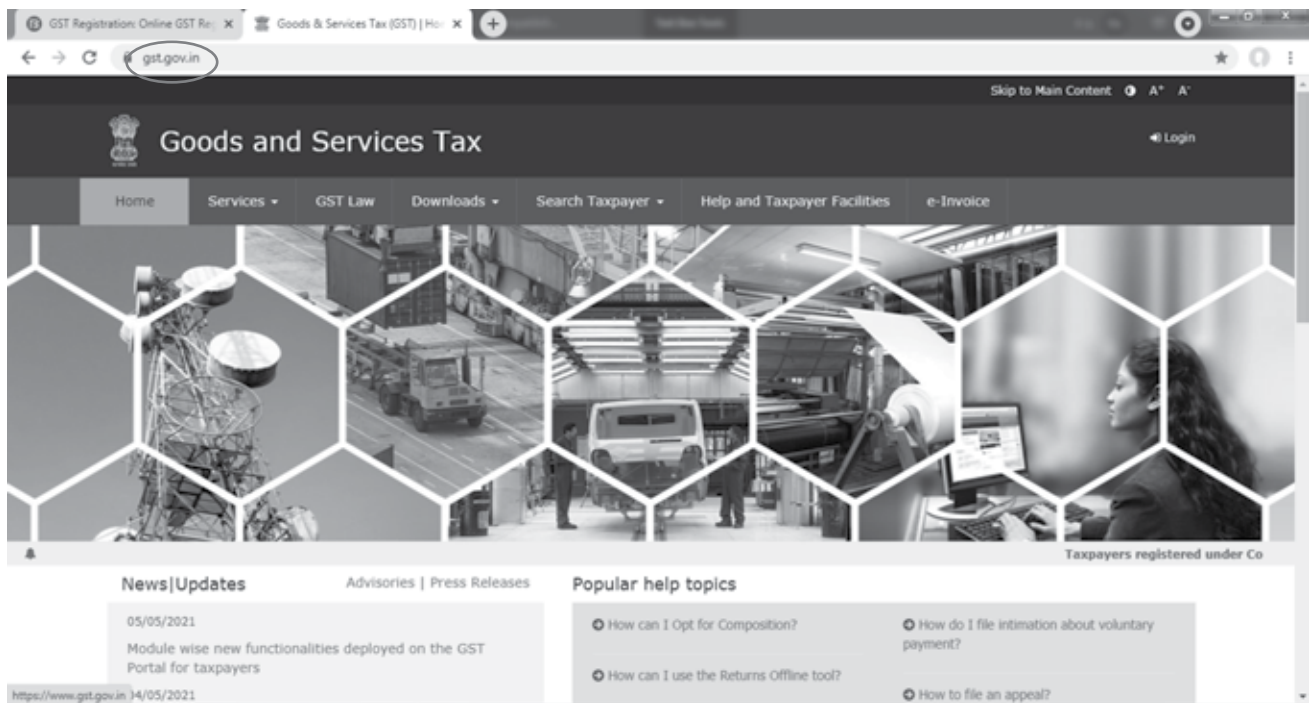 GST Registration: Online GST Re
Goods & Services Tax (GST) | Ho
gst.gov.in
Skip to Main Content A+ A-
Goods and Services Tax
Login
Home Services GST Law Downloads Search Taxpayer Help and Taxpayer Facilities e-Invoice
Taxpayers registered under Co
News|Updates Advisories | Press Releases
05/05/2021
Module wise new functionalities deployed on the GST
Portal for taxpayers
04/05/2021
Popular help topics
How can I Opt for Composition?
How can I use the Returns Offline tool?
How do I file intimation about voluntary
payment?
How to file an appeal?
https://www.gst.gov.in